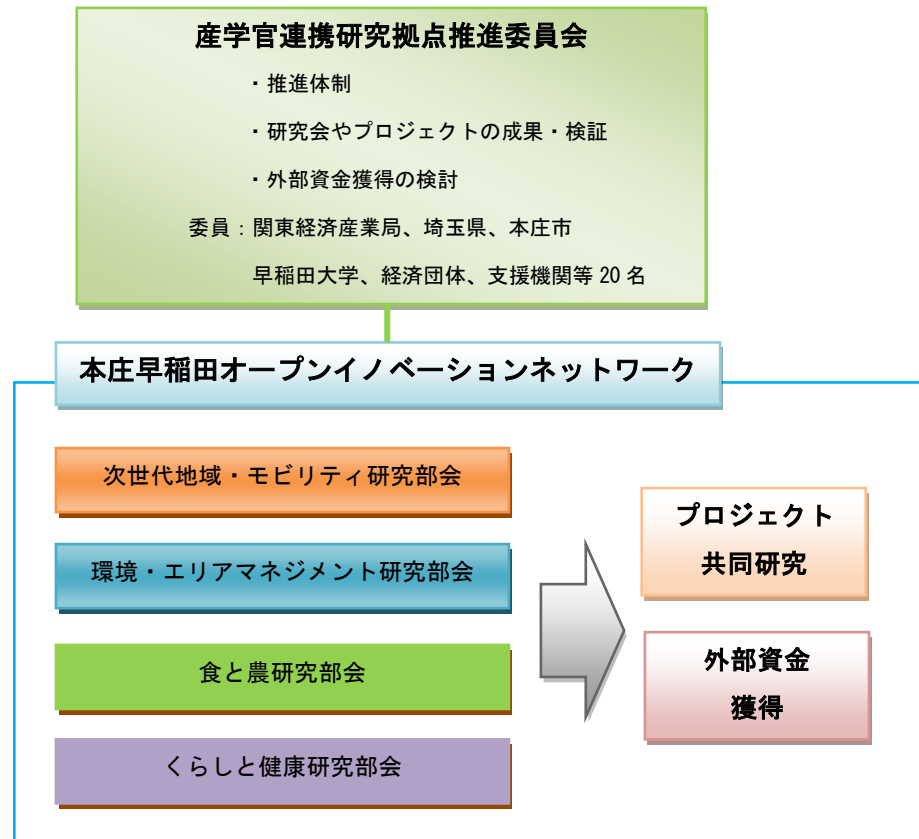 産学官連携研究拠点推進委員会
・推進体制
・研究会やプロジェクトの成果・検証
・外部資金獲得の検討
委員：関東経済産業局、埼玉県、本庄市
早稲田大学、経済団体、支援機関等 20 名
本庄早稲田オープンイノベーションネットワーク
次世代地域・モビリティ研究部会
環境・エリアマネジメント研究部会
食と農研究部会
くらしと健康研究部会
プロジェクト
共同研究
外部資金
獲得